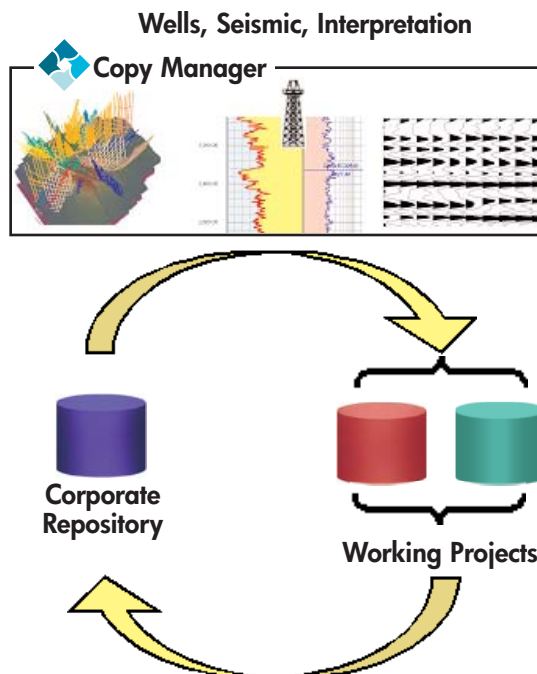 Wells, Seismic, Interpretation
Copy Manager
Corporate
Repository
Working Projects